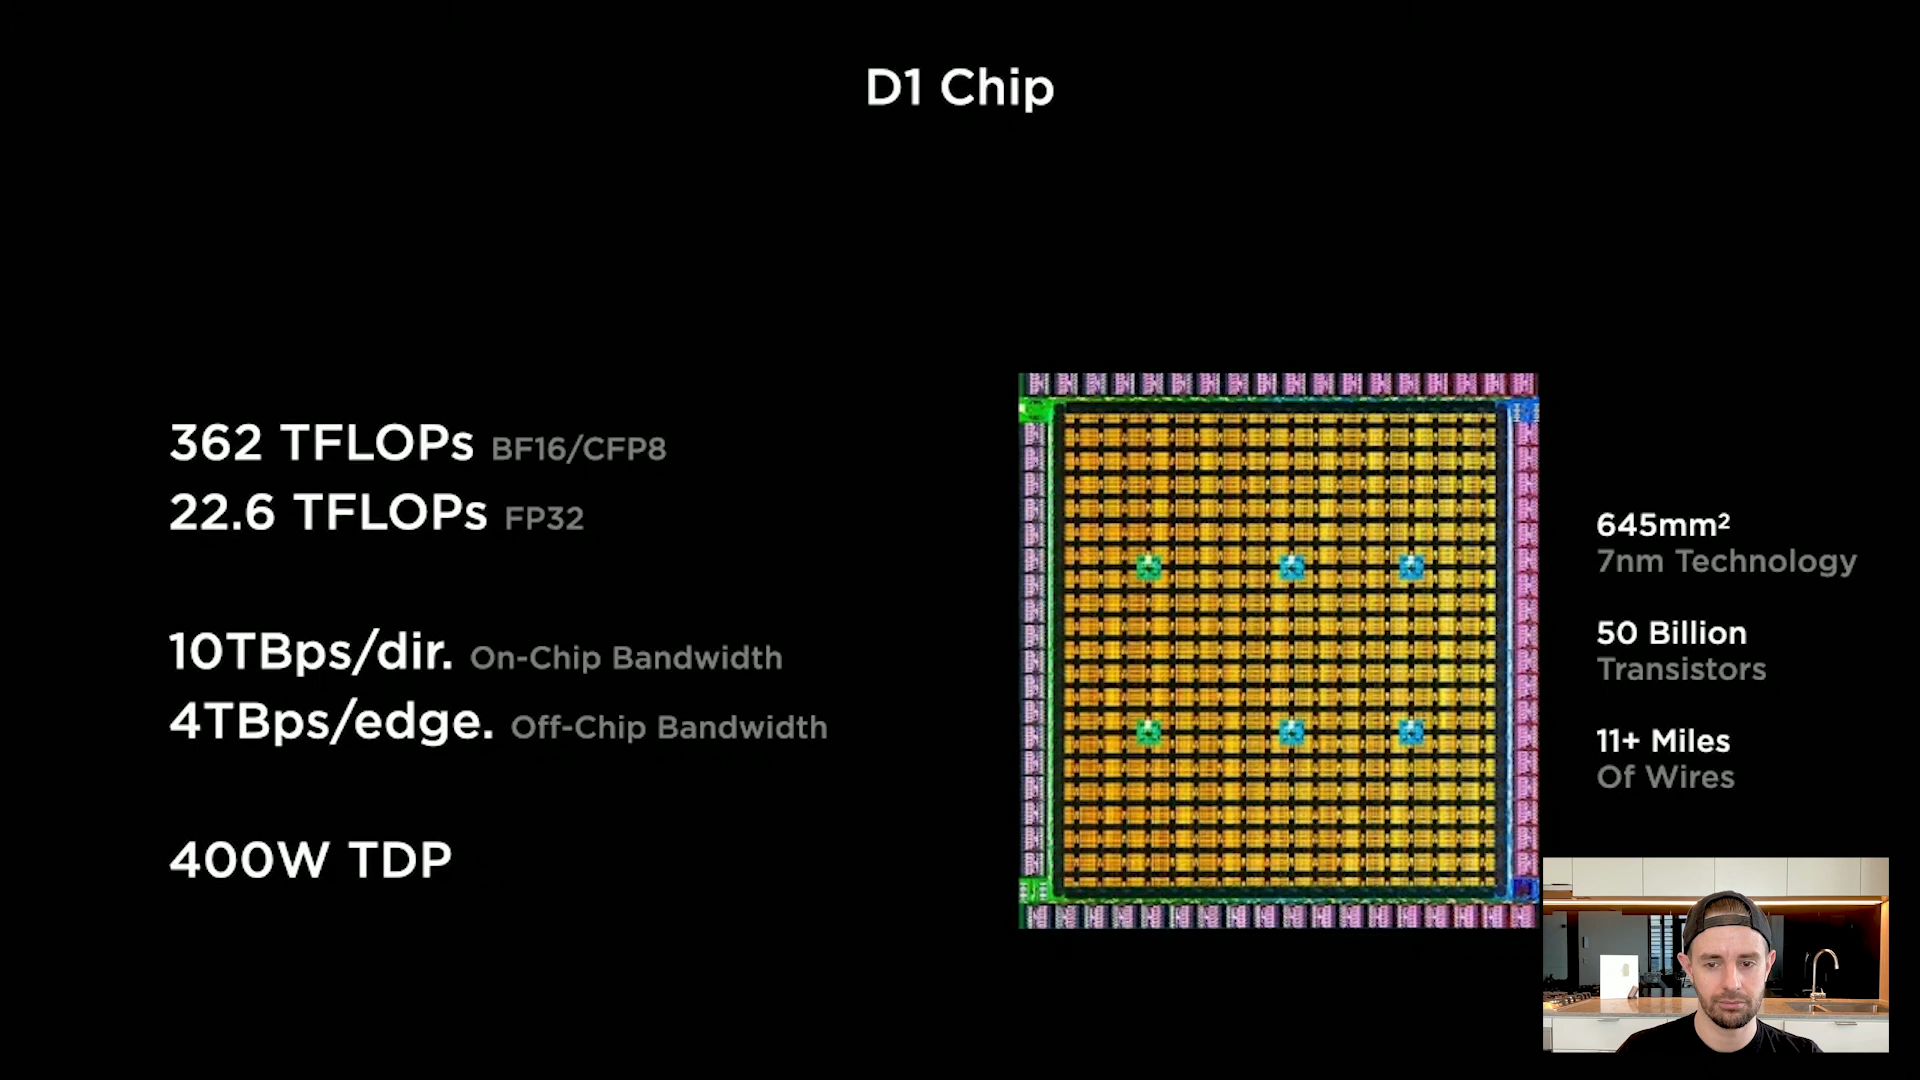 D1 Chip
362 TFLOPs BF16/CFP8
22.6 TFLOPs FP32
10TBps/dir. On-Chip Bandwidth
4TBps/edge. Off-Chip Bandwidth
400W TDP
645mm²
7nm Technology
50 Billion
Transistors
11+ Miles
Of Wires